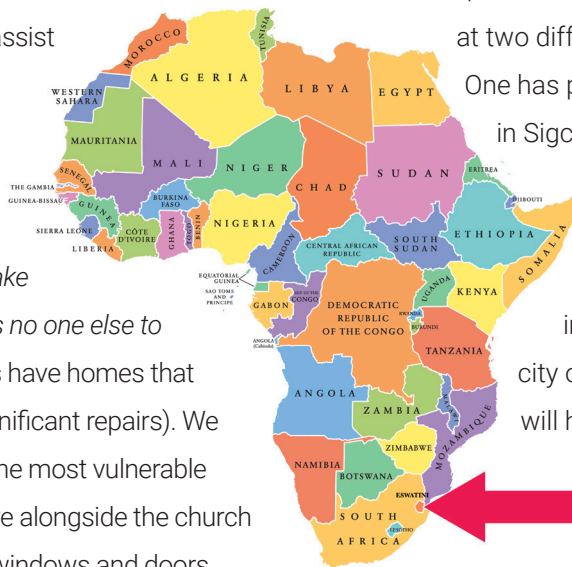 assist
ake
s no one else to
s have homes that
nificant repairs). We
he most vulnerable
e alongside the church
windows and doors
at two diff
One has p
in Sigc
in
city o
will h
MOROCCO
TUNISIA
ALGERIA
LIBYA
EGYPT
WESTERN
SAHARA
MAURITANIA
MALI
NIGER
CHAD
SUDAN
ERITREA
DJIBOUTI
SENEGAL
THE GAMBIA
GUINEA-BISSAU
GUINEA
SIERRA LEONE
LIBERIA
CÔTE
D'IVOIRE
BURKINA
FASO
GHANA
TOGO
BENIN
NIGERIA
CAMEROON
CENTRAL AFRICAN
REPUBLIC
SOUTH
SUDAN
ETHIOPIA
SOMALIA
EQUATORIAL
GUINEA
SAO TOME
AND
PRINCIPE
GABON
REP. OF THE
CONGO
DEMOCRATIC
REPUBLIC
OF THE CONGO
UGANDA
KENYA
RWANDA
BURUNDI
TANZANIA
ANGOLA
(Cabinda)
ANGOLA
ZAMBIA
MALAWI
MOZAMBIQUE
ZIMBABWE
NAMIBIA
BOTSWANA
ESWATINI
SOUTH
AFRICA
LESOTHO